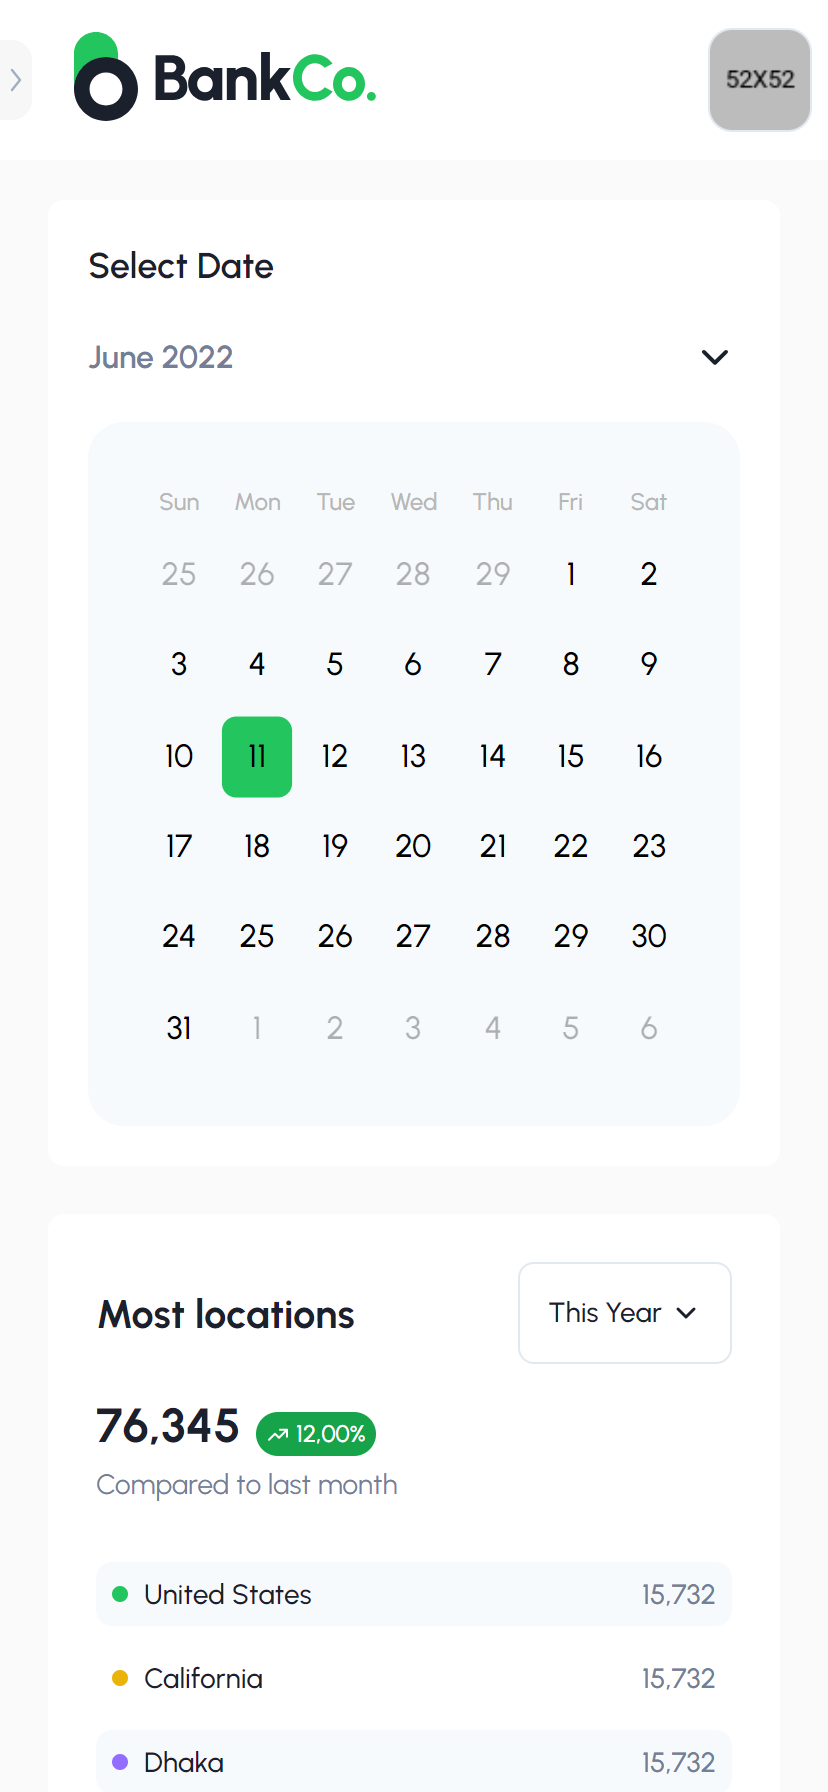 BankCo.
52X52
Select Date
June 2022
Sun Mon Tue Wed Thu Fri Sat
25 26 27 28 29 1 2
3 4 5 6 7 8 9
10 11 12 13 14 15 16
17 18 19 20 21 22 23
24 25 26 27 28 29 30
31 1 2 3 4 5 6
Most locations
This Year
76,345
12,00%
Compared to last month
United States 15,732
California 15,732
Dhaka 15,732